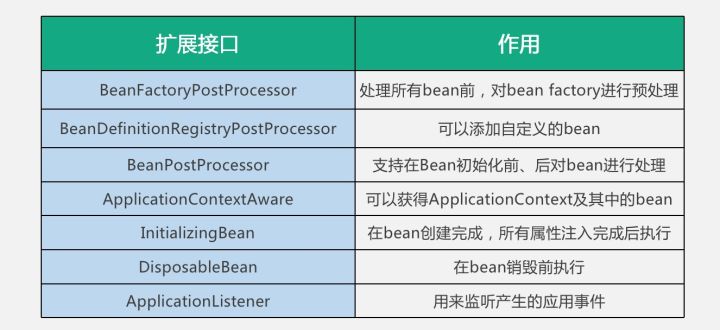 扩展接口 作用
BeanFactoryPostProcessor 处理所有bean前，对bean factory进行预处理
BeanDefinitionRegistryPostProcessor 可以添加自定义的bean
BeanPostProcessor 支持在Bean初始化前、后对bean进行处理
ApplicationContextAware 可以获得ApplicationContext及其中的bean
InitializingBean 在bean创建完成，所有属性注入完成后执行
DisposableBean 在bean销毁前执行
ApplicationListener 用来监听产生的应用事件